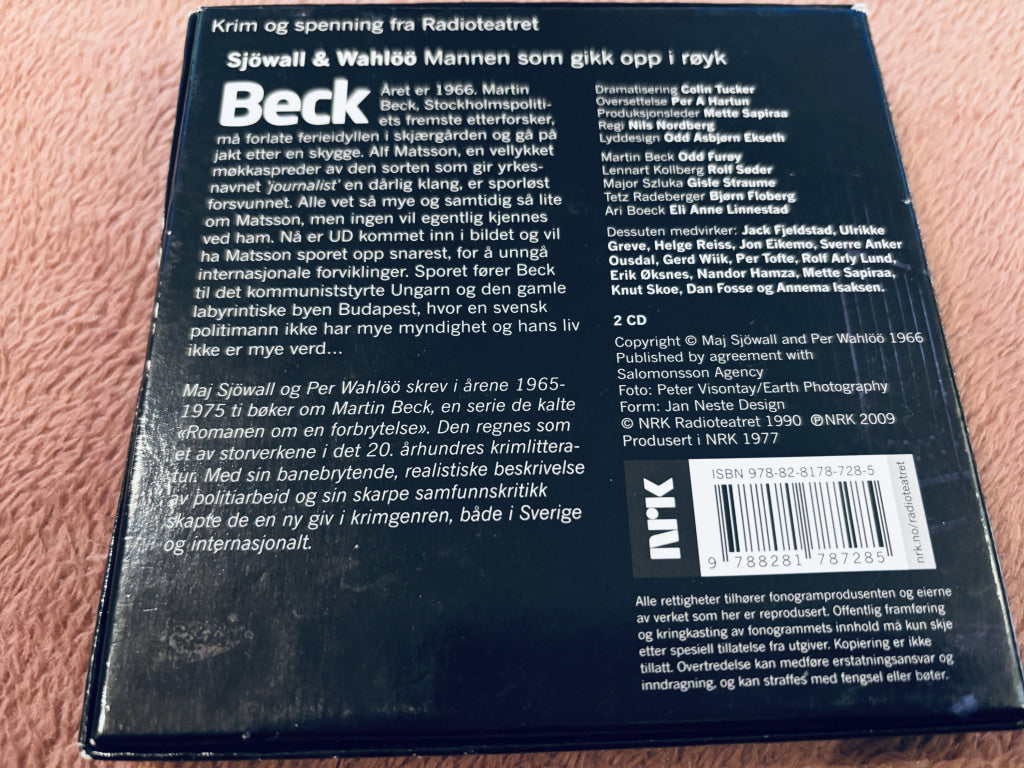 Krim og spenning fra Radioteatret
Sjöwall & Wahlöö Mannen som gikk opp i røyk
Beck Året er 1966. Martin
Beck, Stockholmspoliti-
ets fremste etterforsker,
må forlate ferieidyllen i skjærgården og gå på
jakt etter en skygge. Alf Matsson, en vellykket
møkkaspreder av den sorten som gir yrkes-
navnet 'journalist' en dårlig klang, er sporløst
forsvunnet. Alle vet så mye og samtidig så lite
om Matsson, men ingen vil egentlig kjennes
ved ham. Nå er UD kommet inn i bildet og vil
ha Matsson sporet opp snarest, for å unngå
internasjonale forviklinger. Sporet fører Beck
til det kommuniststyrte Ungarn og den gamle
labyrintiske byen Budapest, hvor en svensk
politimann ikke har mye myndighet og hans liv
ikke er mye verd...
Maj Sjöwall og Per Wahlöö skrev i årene 1965-
1975 ti bøker om Martin Beck, en serie de kalte
«Romanen om en forbrytelse». Den regnes som
et av storverkene i det 20. århundres krimlittera-
tur. Med sin banebrytende, realistiske beskrivelse
av politiarbeid og sin skarpe samfunnskritikk
skapte de en ny giv i krimgenren, både i Sverige
og internasjonalt.
Dramatisering Colin Tucker
Oversettelse Per A Hartun
Produksjonsleder Mette Sapiraa
Regi Nils Nordberg
Lyddesign Odd Asbjørn Ekseth
Martin Beck Odd Furøy
Lennart Kollberg Rolf Søder
Major Szluka Gisle Straume
Tetz Radeberger Bjørn Floberg
Ari Boeck Eli Anne Linnestad
Dessuten medvirker: Jack Fjeldstad, Ulrikke
Greve, Helge Reiss, Jon Eikemo, Sverre Anker
Ousdal, Gerd Wiik, Per Tofte, Rolf Arly Lund,
Erik Øksnes, Nandor Hamza, Mette Sapiraa,
Knut Skoe, Dan Fosse og Annema Isaksen.
2 CD
Copyright © Maj Sjöwall and Per Wahlöö 1966
Published by agreement with
Salomonsson Agency
Foto: Peter Visontay/Earth Photography
Form: Jan Neste Design
© NRK Radioteatret 1990 ℗NRK 2009
Produsert i NRK 1977
NRK
ISBN 978-82-8178-728-5
9 788281 787285
nrk.no/radioteatret
Alle rettigheter tilhører fonogramprodusenten og eierne
av verket som her er reprodusert. Offentlig framføring
og kringkasting av fonogrammets innhold må kun skje
etter spesiell tillatelse fra utgiver. Kopiering er ikke
tillatt. Overtredelse kan medføre erstatningsansvar og
inndragning, og kan straffes med fengsel eller bøter.